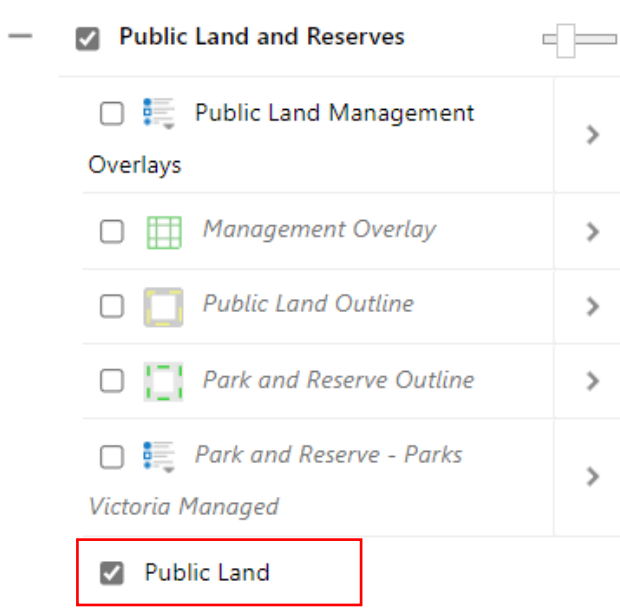 Public Land and Reserves
Public Land Management
Overlays
Management Overlay
Public Land Outline
Park and Reserve Outline
Park and Reserve - Parks
Victoria Managed
Public Land